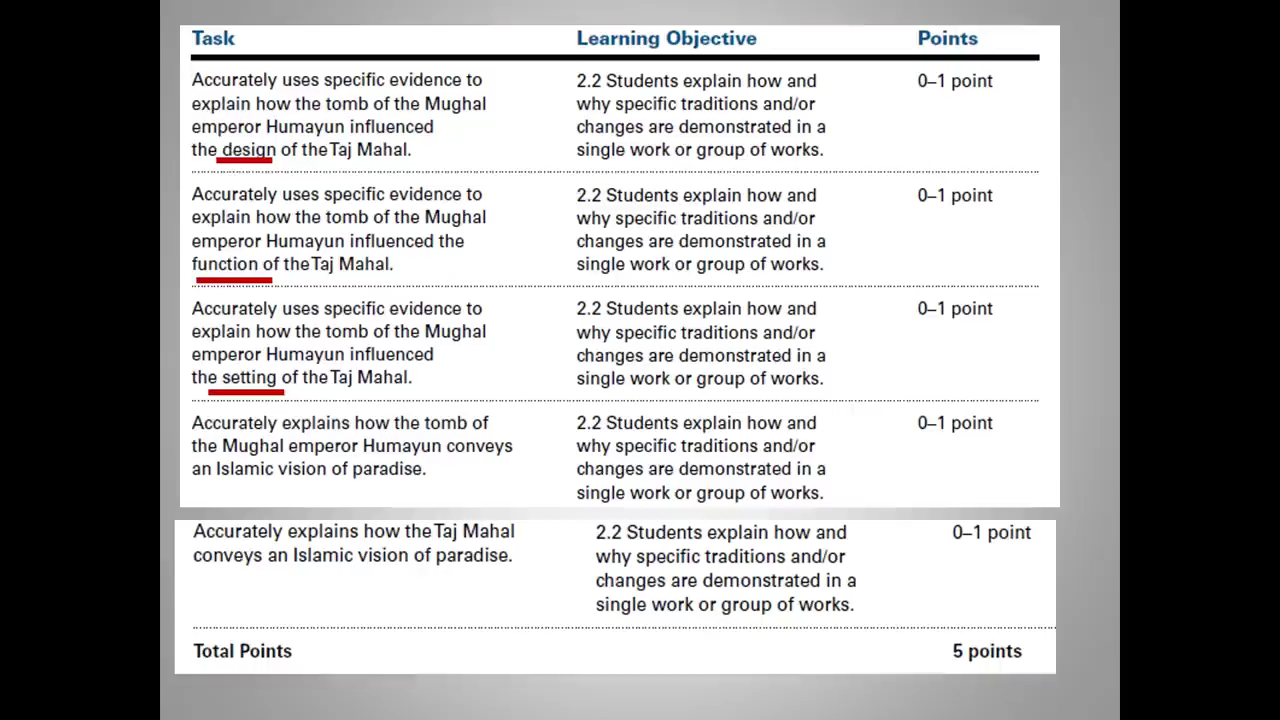 Task Learning Objective Points
Accurately uses specific evidence to 2.2 Students explain how and 0–1 point
explain how the tomb of the Mughal why specific traditions and/or
emperor Humayun influenced changes are demonstrated in a
the design of the Taj Mahal. single work or group of works.
Accurately uses specific evidence to 2.2 Students explain how and 0–1 point
explain how the tomb of the Mughal why specific traditions and/or
emperor Humayun influenced the changes are demonstrated in a
function of the Taj Mahal. single work or group of works.
Accurately uses specific evidence to 2.2 Students explain how and 0–1 point
explain how the tomb of the Mughal why specific traditions and/or
emperor Humayun influenced changes are demonstrated in a
the setting of the Taj Mahal. single work or group of works.
Accurately explains how the tomb of 2.2 Students explain how and 0–1 point
the Mughal emperor Humayun conveys why specific traditions and/or
an Islamic vision of paradise. changes are demonstrated in a
single work or group of works.
Accurately explains how the Taj Mahal 2.2 Students explain how and 0–1 point
conveys an Islamic vision of paradise. why specific traditions and/or
changes are demonstrated in a
single work or group of works.
Total Points 5 points